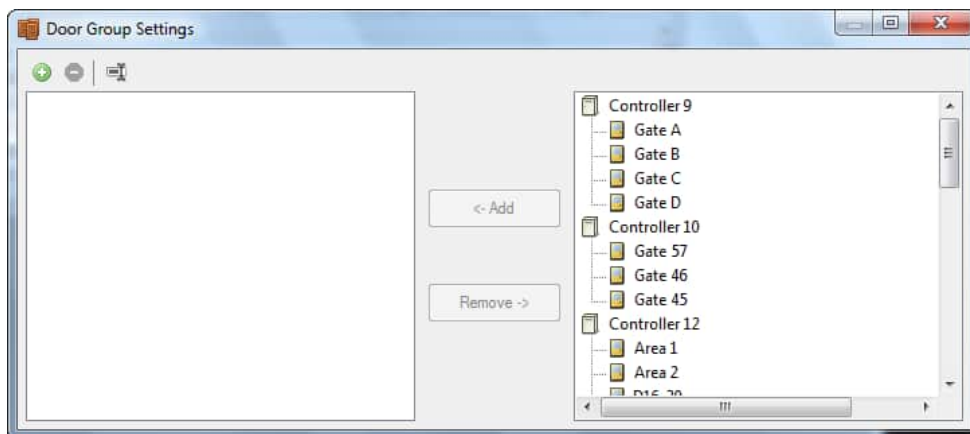 Door Group Settings
Controller 9
Gate A
Gate B
Gate C
Gate D
<- Add
Controller 10
Gate 57
Gate 46
Gate 45
Remove ->
Controller 12
Area 1
Area 2